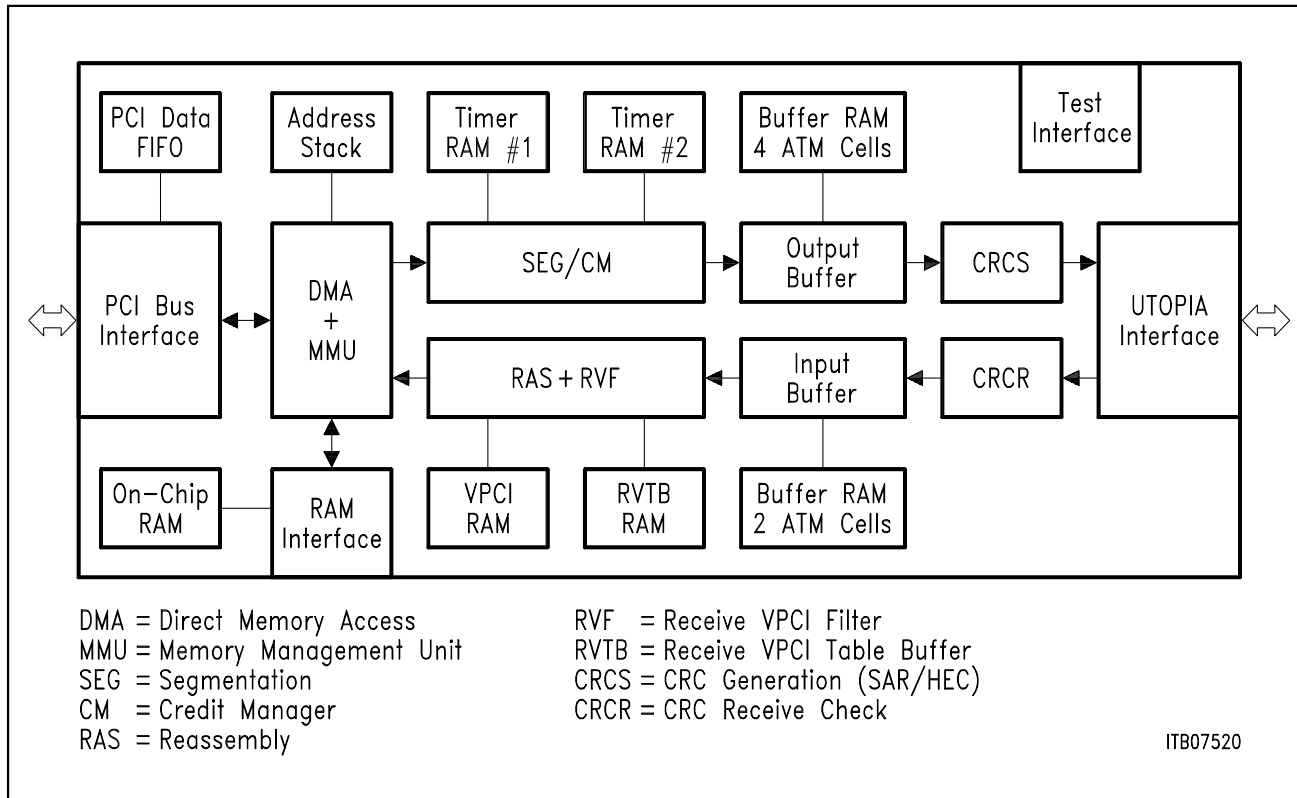 PCI Data
FIFO
Address
Stack
Timer
RAM #1
Timer
RAM #2
Buffer RAM
4 ATM Cells
Test
Interface
PCI Bus
Interface
DMA
+
MMU
SEG/CM
Output
Buffer
CRCS
UTOPIA
Interface
RAS+RVF
Input
Buffer
CRCR
On-Chip
RAM
RAM
Interface
VPCI
RAM
RVTB
RAM
Buffer RAM
2 ATM Cells
DMA = Direct Memory Access
MMU = Memory Management Unit
SEG = Segmentation
CM = Credit Manager
RAS = Reassembly
RVF = Receive VPCI Filter
RVTB = Receive VPCI Table Buffer
CRCS = CRC Generation (SAR/HEC)
CRCR = CRC Receive Check
ITB07520